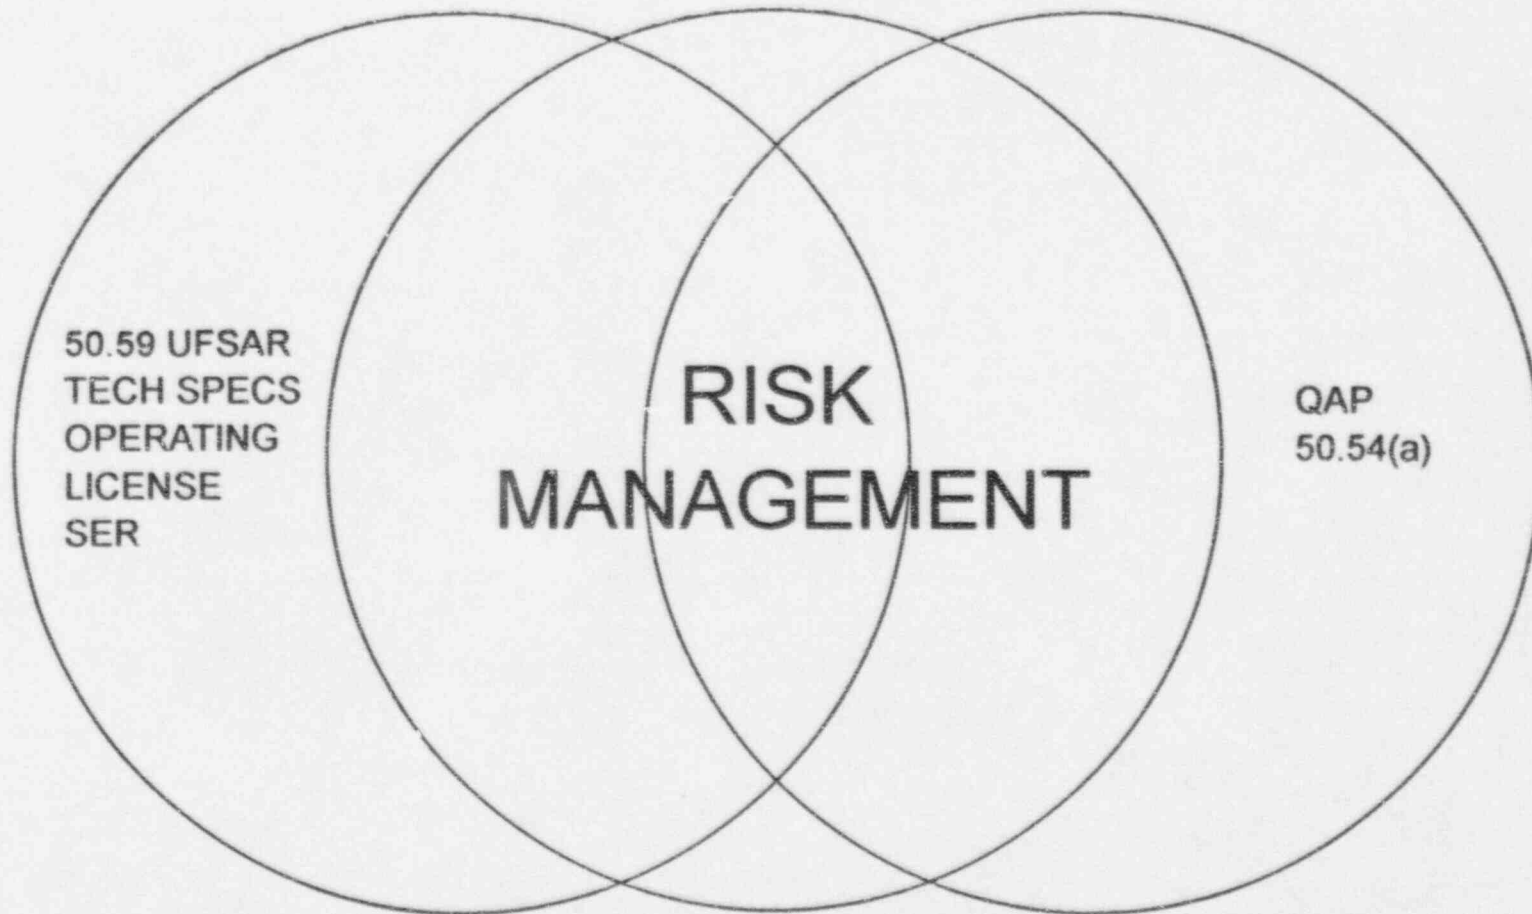 50.59 UFSAR
TECH SPECS
OPERATING
LICENSE
SER
RISK
MANAGEMENT
QAP
50.54(a)